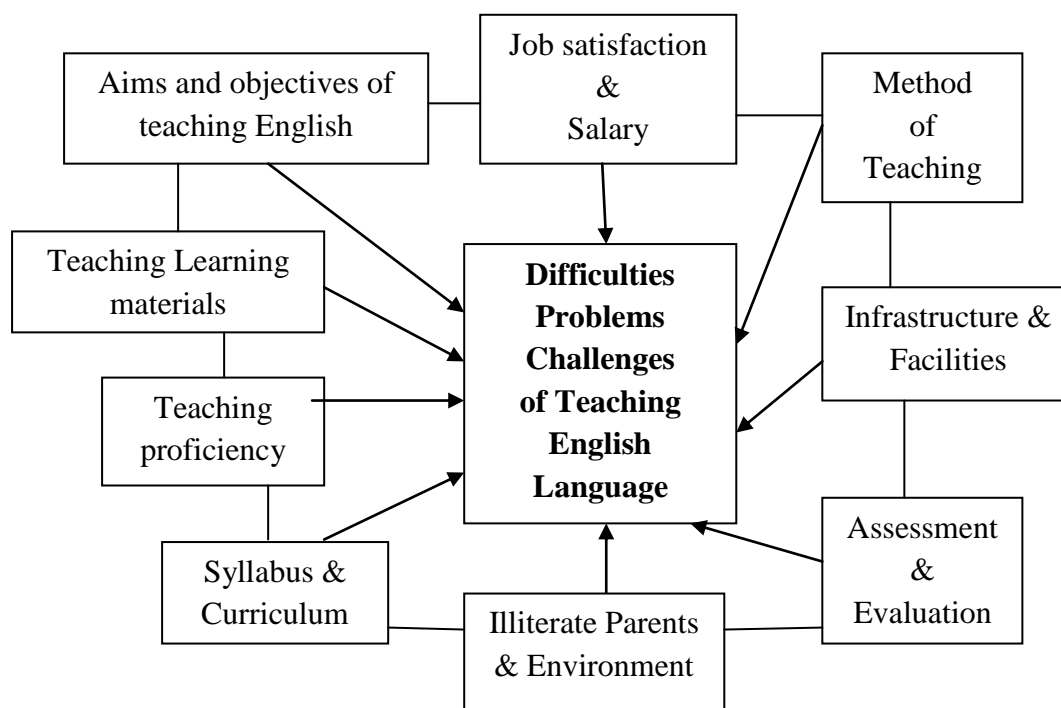 Job satisfaction
&
Salary
Aims and objectives of
teaching English
Method
of
Teaching
Teaching Learning
materials
Difficulties
Problems
Challenges
of Teaching
English
Language
Infrastructure &
Facilities
Teaching
proficiency
Assessment
&
Evaluation
Syllabus &
Curriculum
Illiterate Parents
& Environment